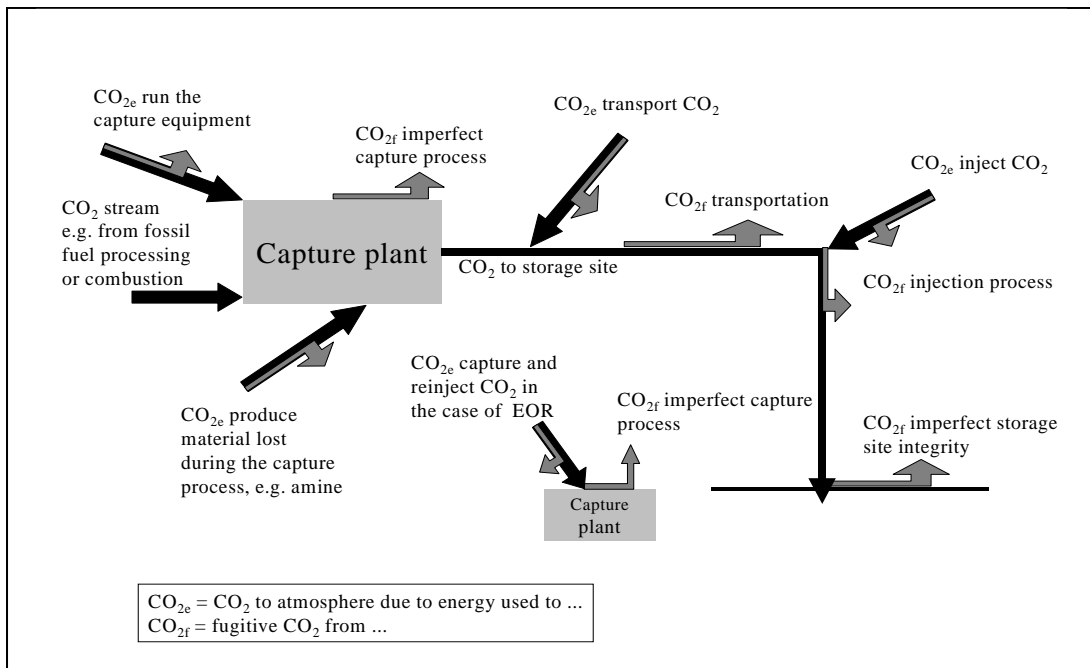 CO2e run the
capture equipment
CO2f imperfect
capture process
CO2e transport CO2
CO2e inject CO2
CO2f transportation
CO2 stream
e.g. from fossil
fuel processing
or combustion
Capture plant
CO2 to storage site
CO2f injection process
CO2e produce
material lost
during the capture
process, e.g. amine
CO2e capture and
reinject CO2 in
the case of EOR
CO2f imperfect capture
process
CO2f imperfect storage
site integrity
Capture
plant
CO2e = CO2 to atmosphere due to energy used to ...
CO2f = fugitive CO2 from ...